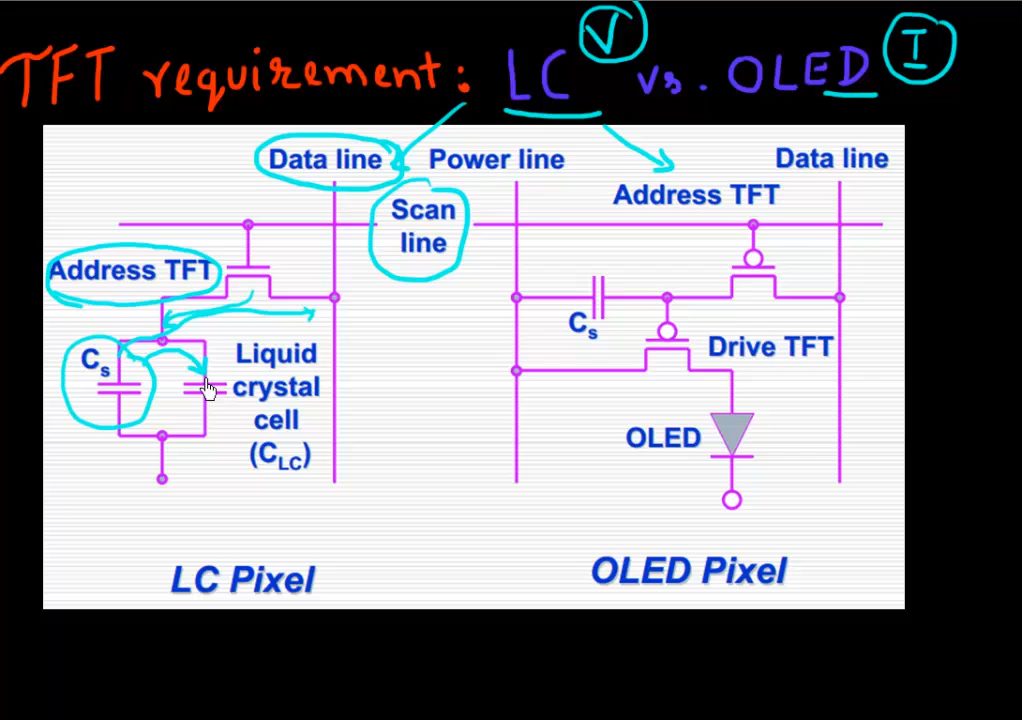 TFT requirement: LC V vs. OLED I
Data line Power line Data line
Address TFT
Scan
line
Address TFT
Cs
Cs
Liquid
crystal
cell
(CLC)
Drive TFT
OLED
LC Pixel
OLED Pixel